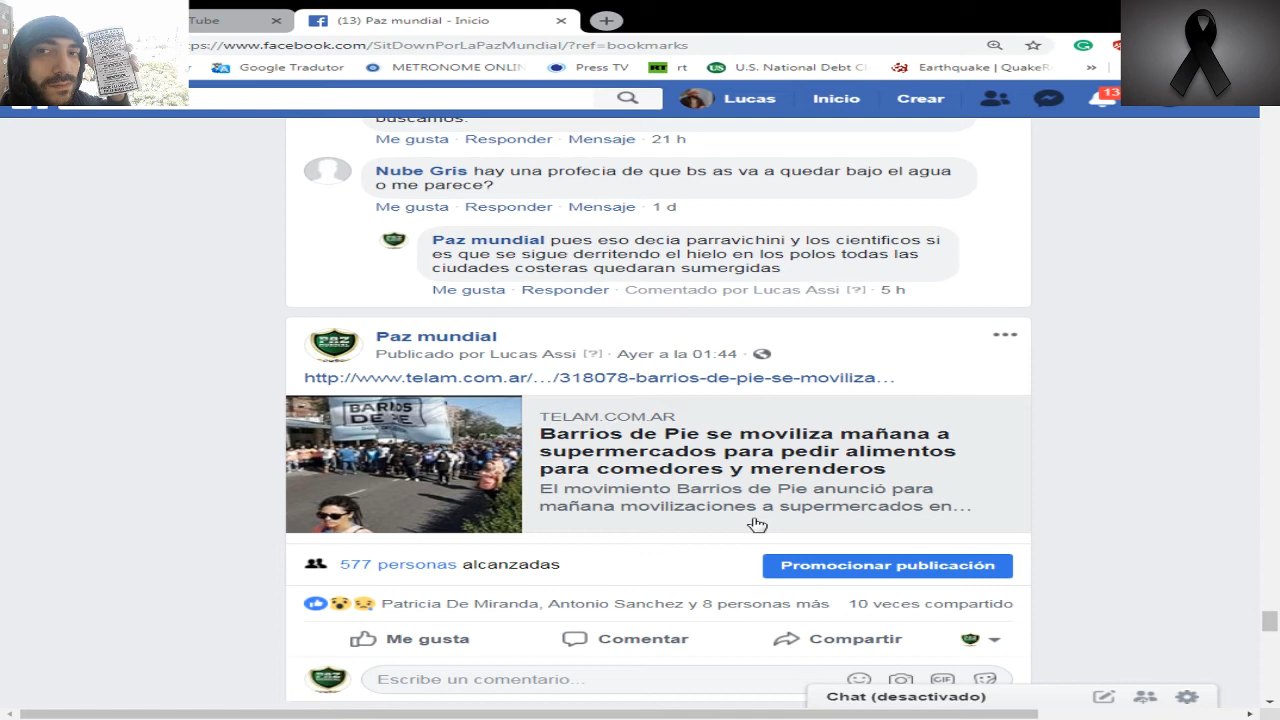 Tube
(13) Paz mundial - Inicio
ps://www.facebook.com/SitDownPorLaPazMundial/?ref=bookmarks
Google Tradutor
METRONOME ONLIN
Press TV
RT
rt
US
U.S. National Debt C
Earthquake | QuakeR
»
Lucas
Inicio
Crear
13
buscamos.
Me gusta · Responder · Mensaje · 21 h
Nube Gris hay una profecia de que bs as va a quedar bajo el agua
o me parece?
Me gusta · Responder · Mensaje · 1 d
Paz mundial pues eso decia parravichini y los cientificos si
es que se sigue derritendo el hielo en los polos todas las
ciudades costeras quedaran sumergidas
Me gusta · Responder · Comentado por Lucas Assi [?] · 5 h
Paz mundial
Publicado por Lucas Assi [?] · Ayer a la 01:44 ·
http://www.telam.com.ar/.../318078-barrios-de-pie-se-moviliza...
BARRIOS
DE PIE
TELAM.COM.AR
Barrios de Pie se moviliza mañana a
supermercados para pedir alimentos
para comedores y merenderos
El movimiento Barrios de Pie anunció para
mañana movilizaciones a supermercados en...
577 personas alcanzadas
Promocionar publicación
Patricia De Miranda, Antonio Sanchez y 8 personas más
10 veces compartido
Me gusta
Comentar
Compartir
Escribe un comentario...
GIF
Chat (desactivado)